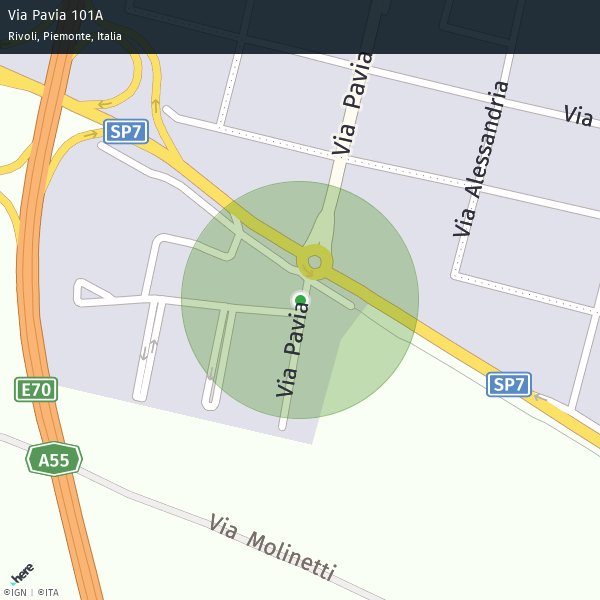 Via Pavia 101A
Rivoli, Piemonte, Italia
Via Pavia
Via
Via Alessandria
SP7
Via Pavia
SP7
E70
A55
Via Molinetti
here
©IGN | ©ITA